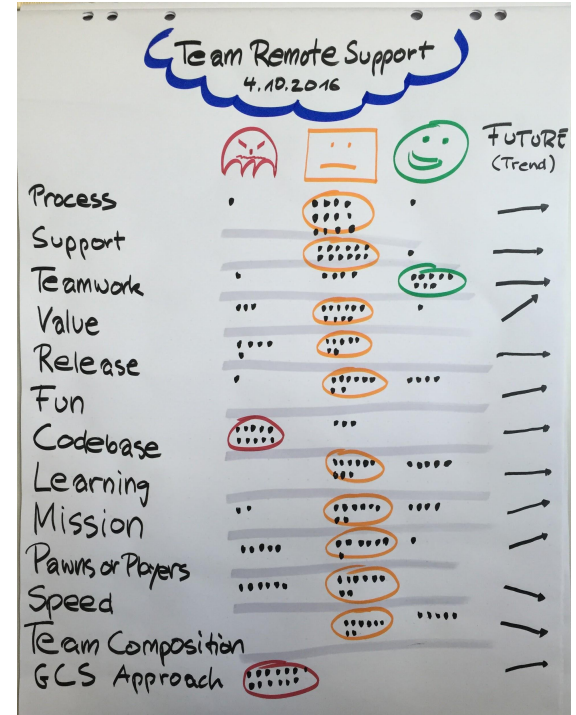 Team Remote Support
4.10.2016
FUTURE
(Trend)
Process
Support
Teamwork
Value
Release
Fun
Codebase
Learning
Mission
Pawns or Players
Speed
Team Composition
GCS Approach